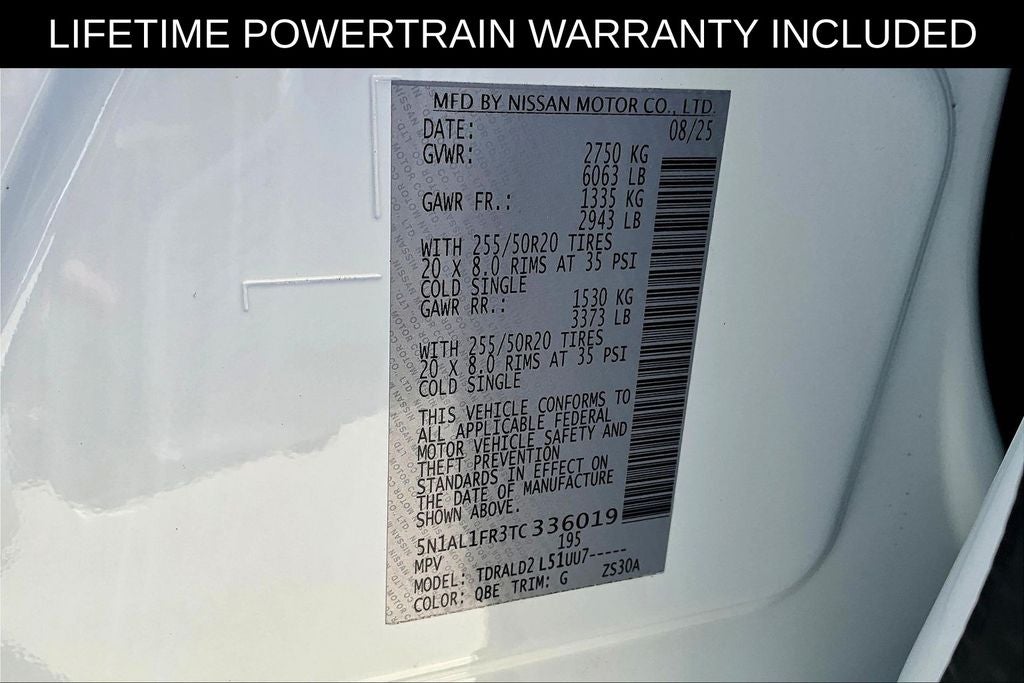 LIFETIME POWERTRAIN WARRANTY INCLUDED
MFD BY NISSAN MOTOR CO., LTD.
DATE: 08/25
GVWR: 2750 KG
6063 LB
GAWR FR.: 1335 KG
2943 LB
WITH 255/50R20 TIRES
20 X 8.0 RIMS AT 35 PSI
COLD SINGLE
GAWR RR.: 1530 KG
3373 LB
WITH 255/50R20 TIRES
20 X 8.0 RIMS AT 35 PSI
COLD SINGLE
THIS VEHICLE CONFORMS TO
ALL APPLICABLE FEDERAL
MOTOR VEHICLE SAFETY AND
THEFT PREVENTION
STANDARDS IN EFFECT ON
THE DATE OF MANUFACTURE
SHOWN ABOVE.
5N1AL1FR3TC336019
MPV 195
MODEL: TDRALD2 L51UU7-----
COLOR: QBE TRIM: G ZS30A